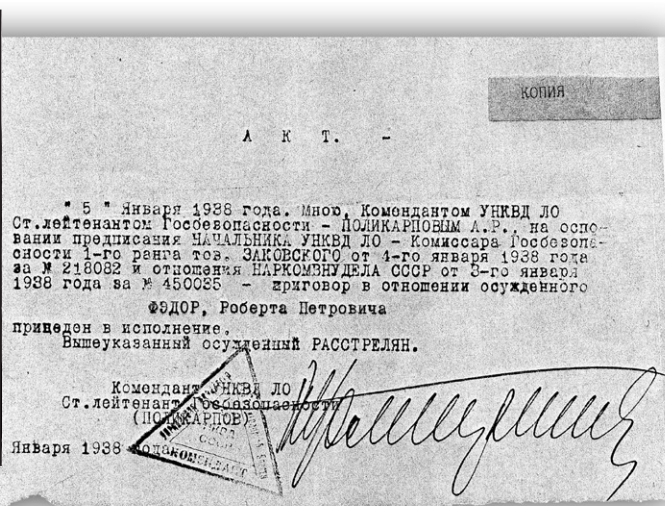 КОПИЯ
А К Т. -
" 5 " Января 1938 года. Мною, Комендантом УНКВД ЛО
Ст.лейтенантом Госбезопасности - ПОЛИКАРПОВЫМ А.Р., на осно-
вании предписания НАЧАЛЬНИКА УНКВД ЛО - Комиссара Госбезопа-
сности 1-го ранга тов. ЗАКОВСКОГО от 4-го января 1938 года
за № 218082 и отношения НАРКОМВНУДЕЛА СССР от 3-го января
1938 года за № 450035 - приговор в отношении осужденного
ФЭДОР, Роберта Петровича
приведен в исполнение.
Вышеуказанный осужденный РАССТРЕЛЯН.
Комендант УНКВД ЛО
Ст.лейтенант Госбезопасности
(ПОЛИКАРПОВ)
Января 1938 года
КОМЕНДАНТ